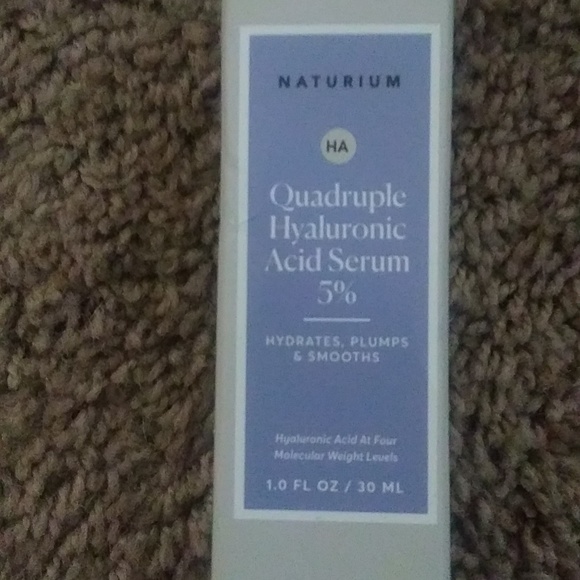 NATURIUM
HA
Quadruple
Hyaluronic
Acid Serum
5%
HYDRATES, PLUMPS
& SMOOTHS
Hyaluronic Acid At Four
Molecular Weight Levels
1.0 FL OZ / 30 ML